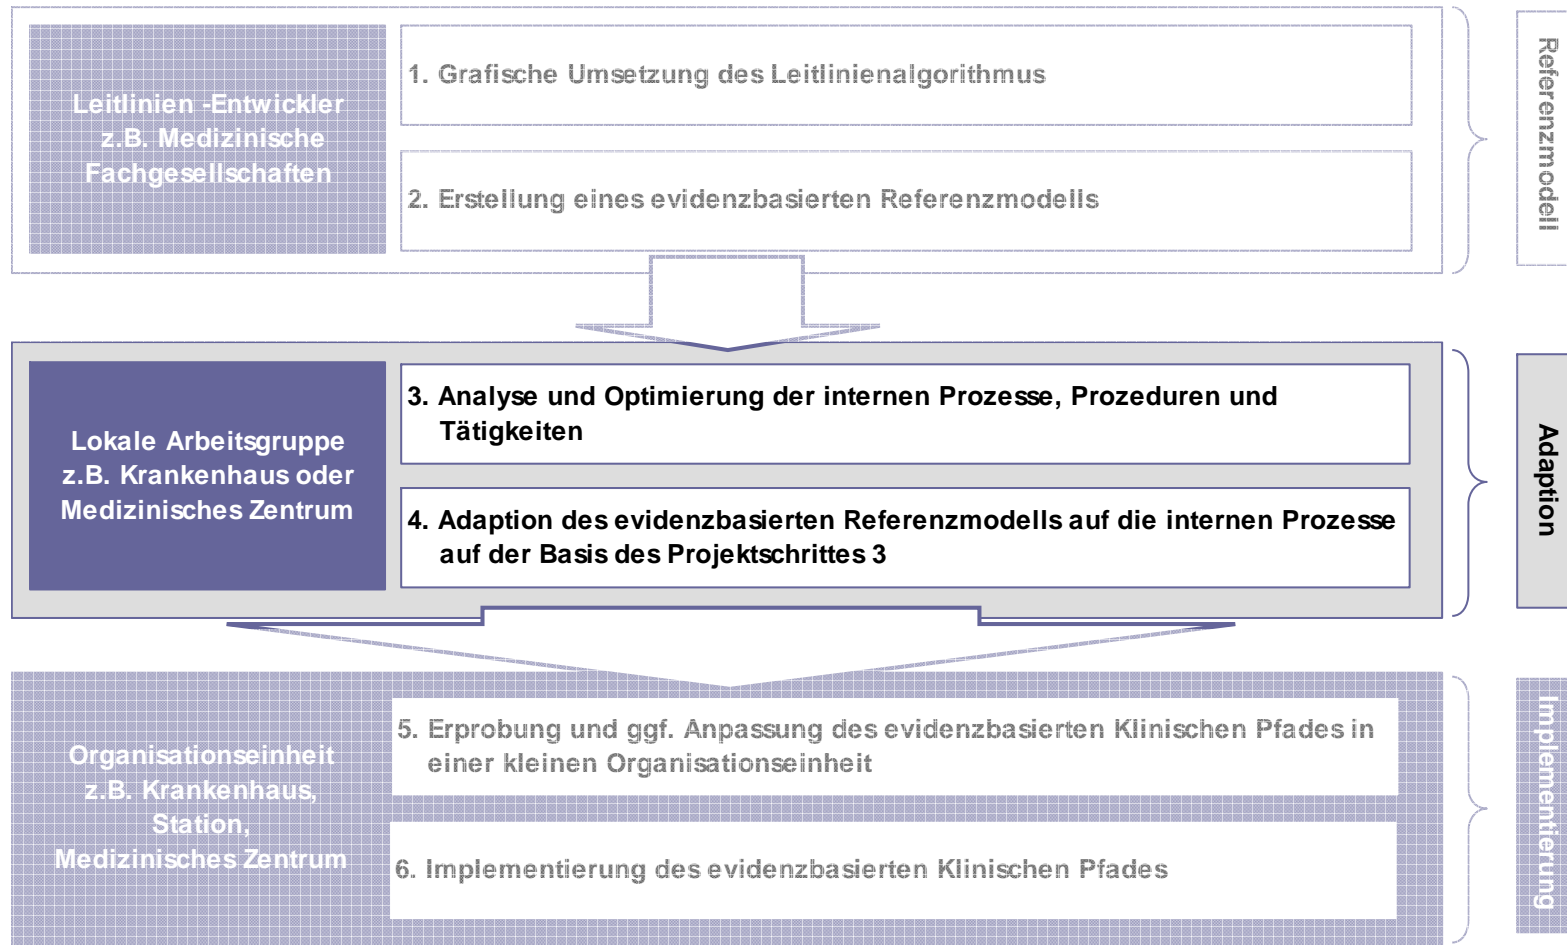 Leitlinien -Entwickler
z.B. Medizinische
Fachgesellschaften
1. Grafische Umsetzung des Leitlinienalgorithmus
2. Erstellung eines evidenzbasierten Referenzmodells
Referenzmodell
Lokale Arbeitsgruppe
z.B. Krankenhaus oder
Medizinisches Zentrum
3. Analyse und Optimierung der internen Prozesse, Prozeduren und
Tätigkeiten
4. Adaption des evidenzbasierten Referenzmodells auf die internen Prozesse
auf der Basis des Projektschrittes 3
Adaption
Organisationseinheit
z.B. Krankenhaus,
Station,
Medizinisches Zentrum
5. Erprobung und ggf. Anpassung des evidenzbasierten Klinischen Pfades in
einer kleinen Organisationseinheit
6. Implementierung des evidenzbasierten Klinischen Pfades
Implementierung